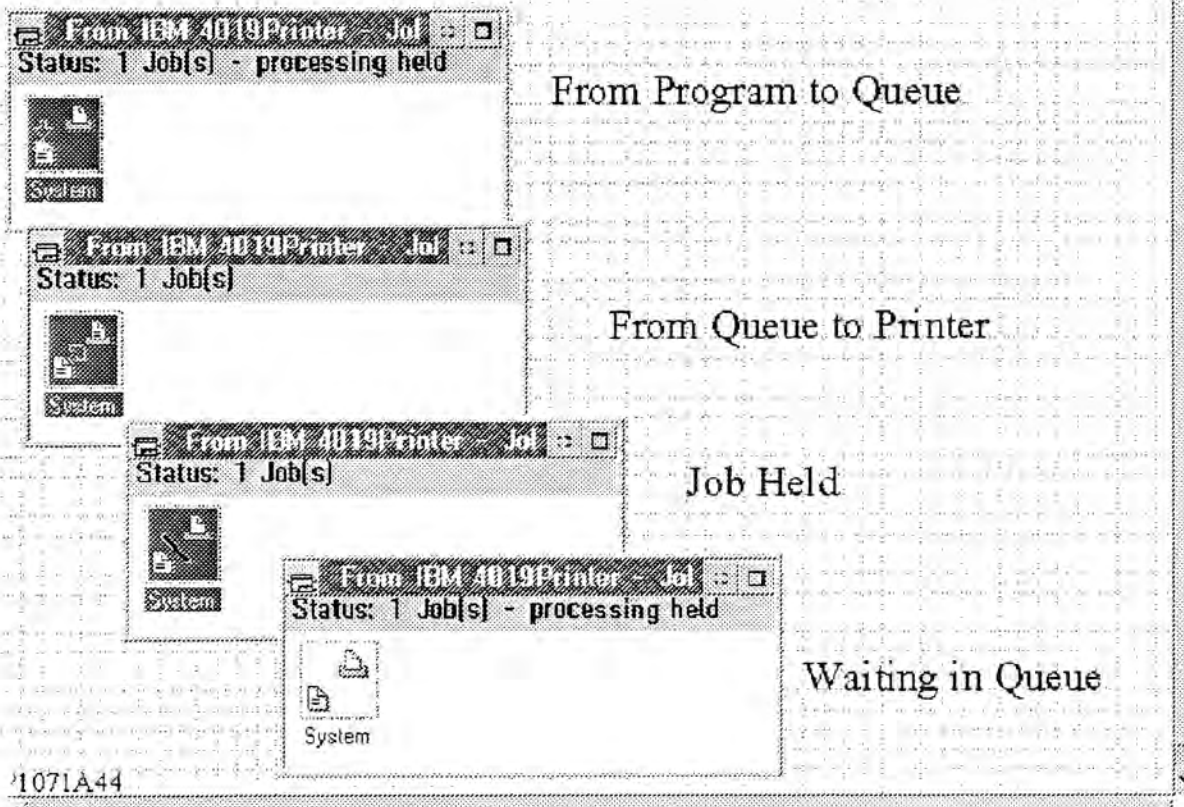 From IBM 4019Printer - Jol
Status: 1 Job(s) - processing held
System
From Program to Queue
From IBM 4019Printer - Jol
Status: 1 Job(s)
System
From Queue to Printer
From IBM 4019Printer - Jol
Status: 1 Job(s)
System
Job Held
From IBM 4019Printer - Jol
Status: 1 Job(s) - processing held
System
Waiting in Queue
1071A44